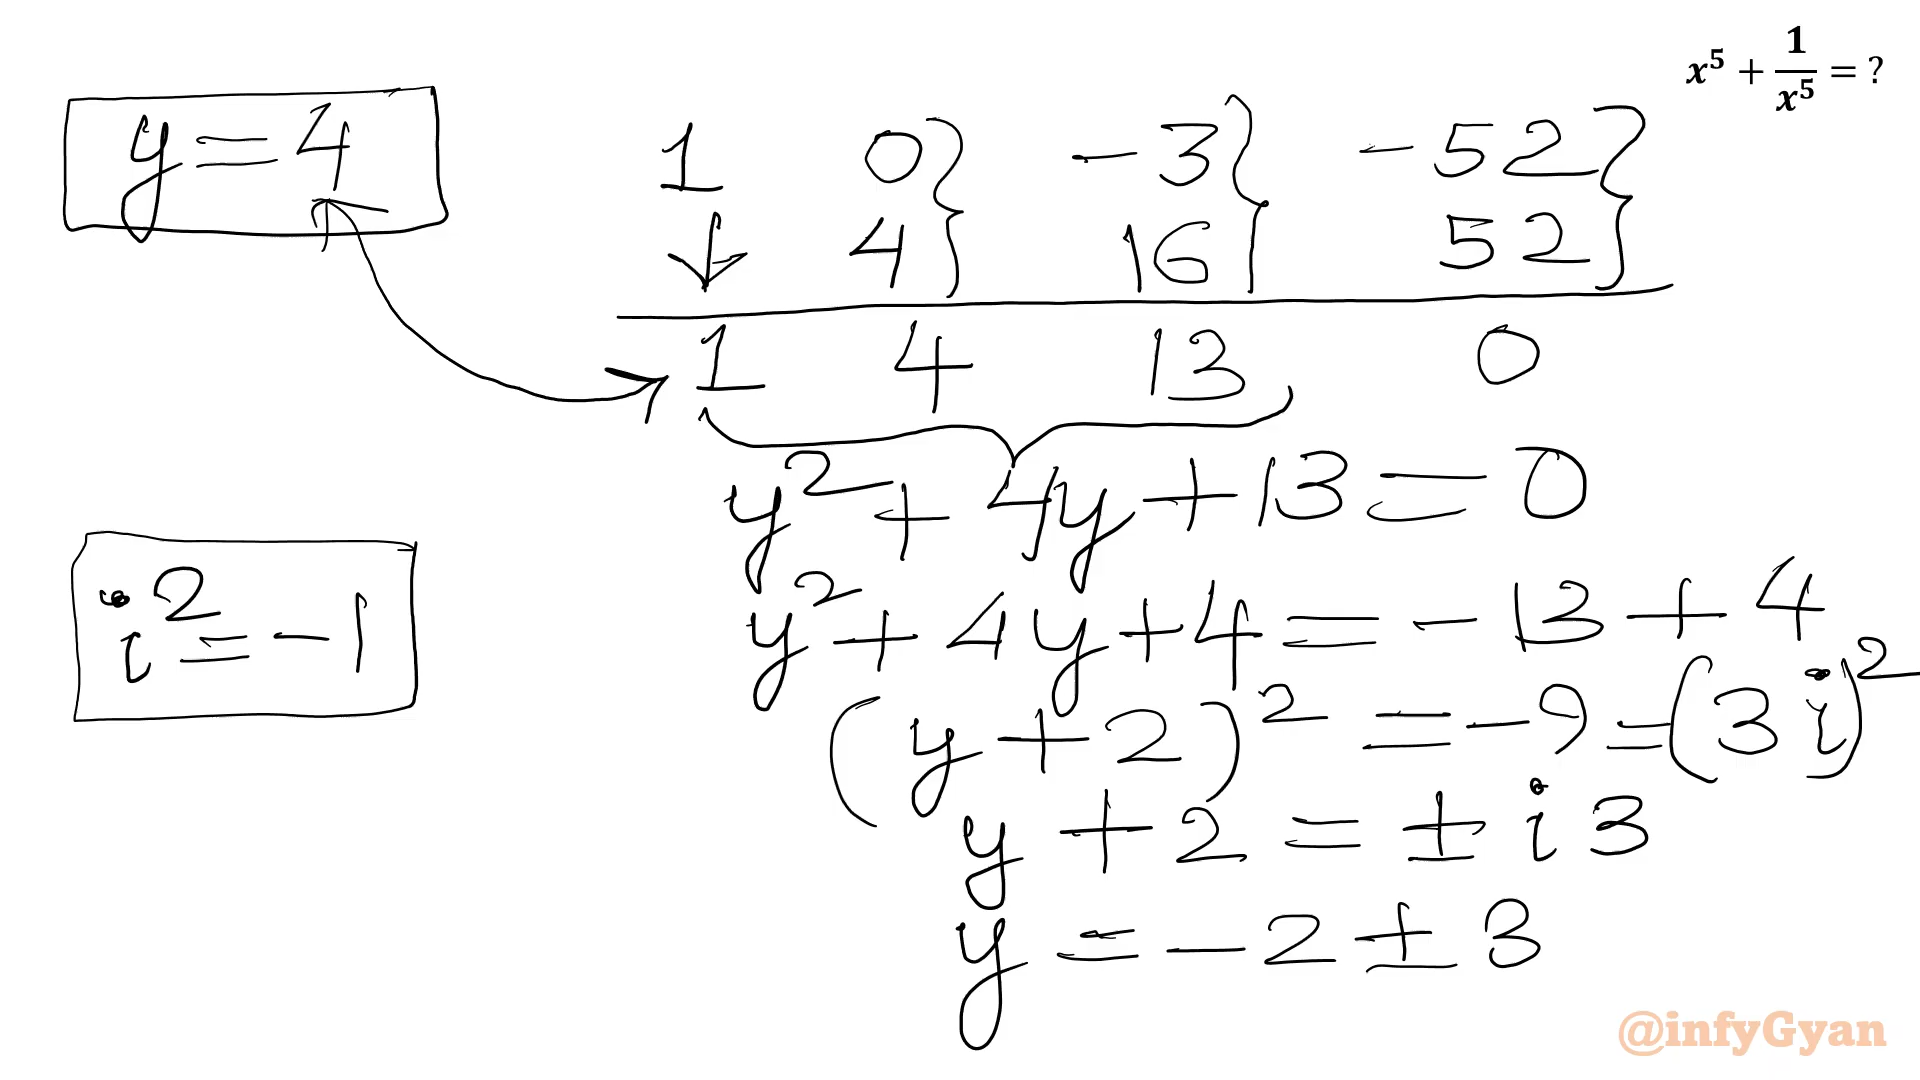 x⁵ + 1/x⁵ = ?
y = 4
1 0 -3 -52
4 16 52
1 4 13 0
y² + 4y + 13 = 0
i² = -1
y² + 4y + 4 = -13 + 4
(y + 2)² = -9 = (3i)²
y + 2 = ± i3
y = -2 ± 3
@infyGyan